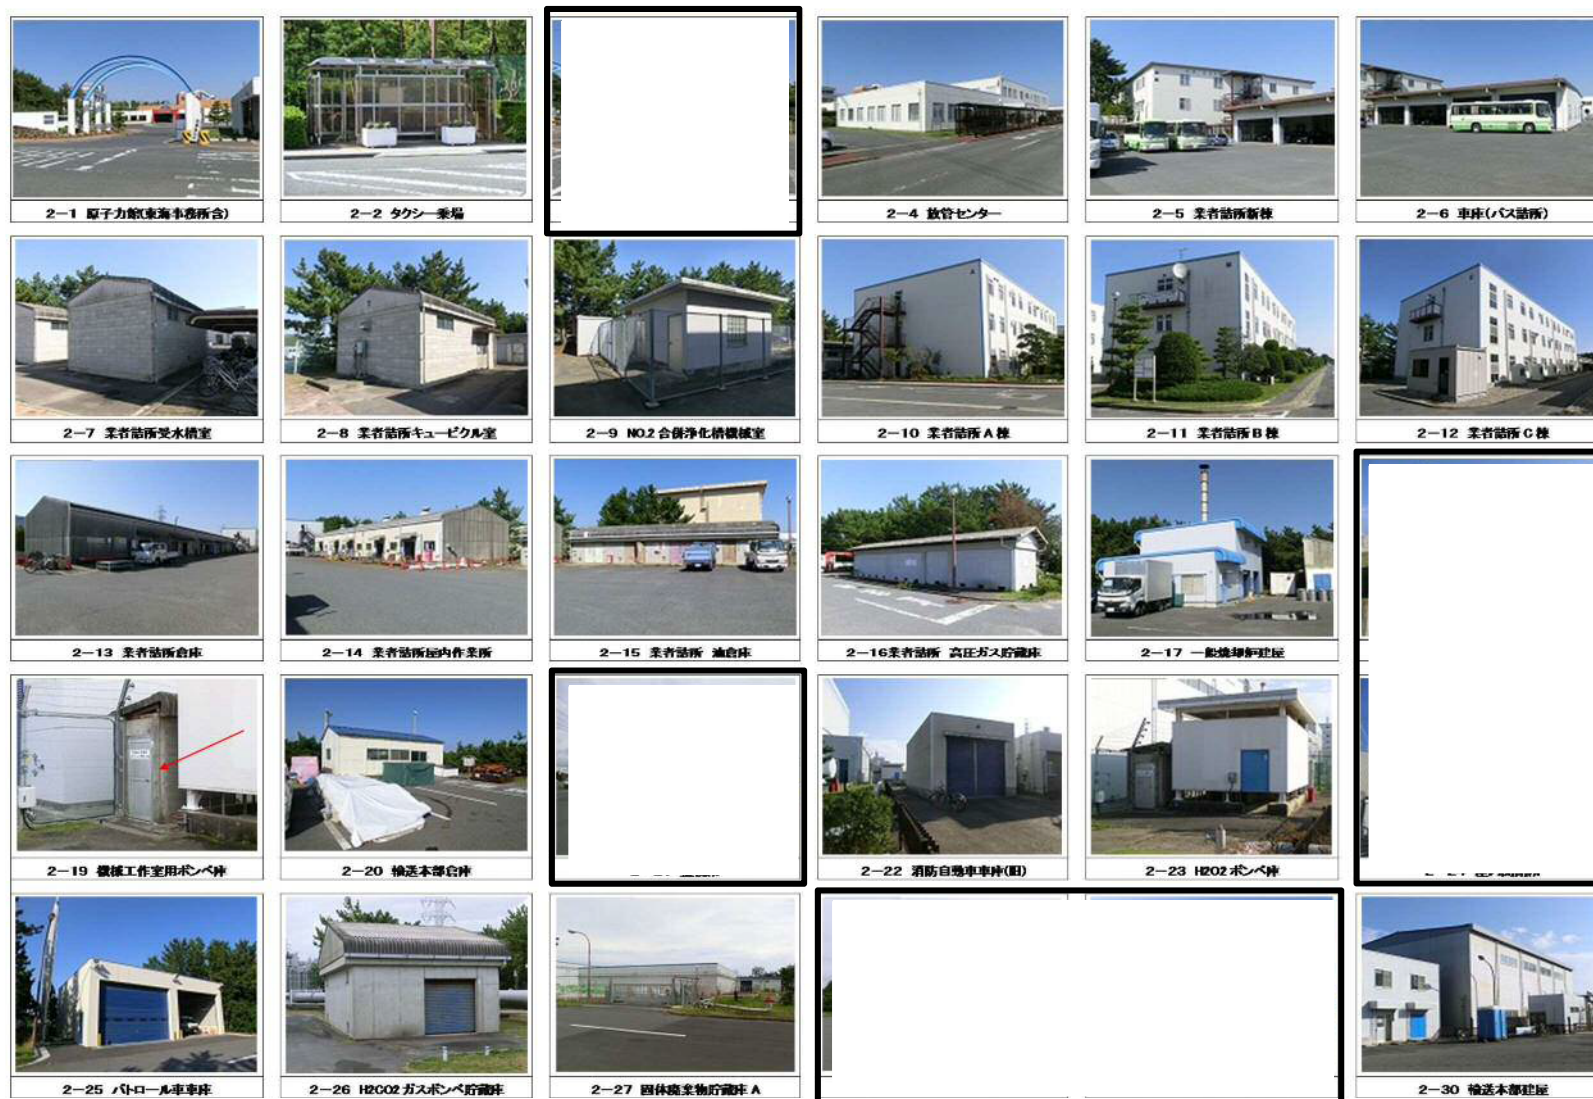 2−1 原子力館(東海事務所含)
2−2 タクシー乗場
2−4 放管センター
2−5 業者詰所新棟
2−6 車庫(バス詰所)
2−7 業者詰所受水槽室
2−8 業者詰所キュービクル室
2−9 NO.2 合併浄化槽機械室
2−10 業者詰所A棟
2−11 業者詰所B棟
2−12 業者詰所C棟
2−13 業者詰所倉庫
2−14 業者詰所屋内作業所
2−15 業者詰所 油倉庫
2−16業者詰所 高圧ガス貯蔵庫
2−17 一般焼却炉建屋
2−19 機械工作室用ボンベ庫
2−20 輸送本部倉庫
2−22 消防自動車車庫(旧)
2−23 H2O2ボンベ庫
2−25 パトロール車車庫
2−26 H2CO2ガスボンベ貯蔵庫
2−27 固体廃棄物貯蔵庫A
2−30 輸送本部建屋